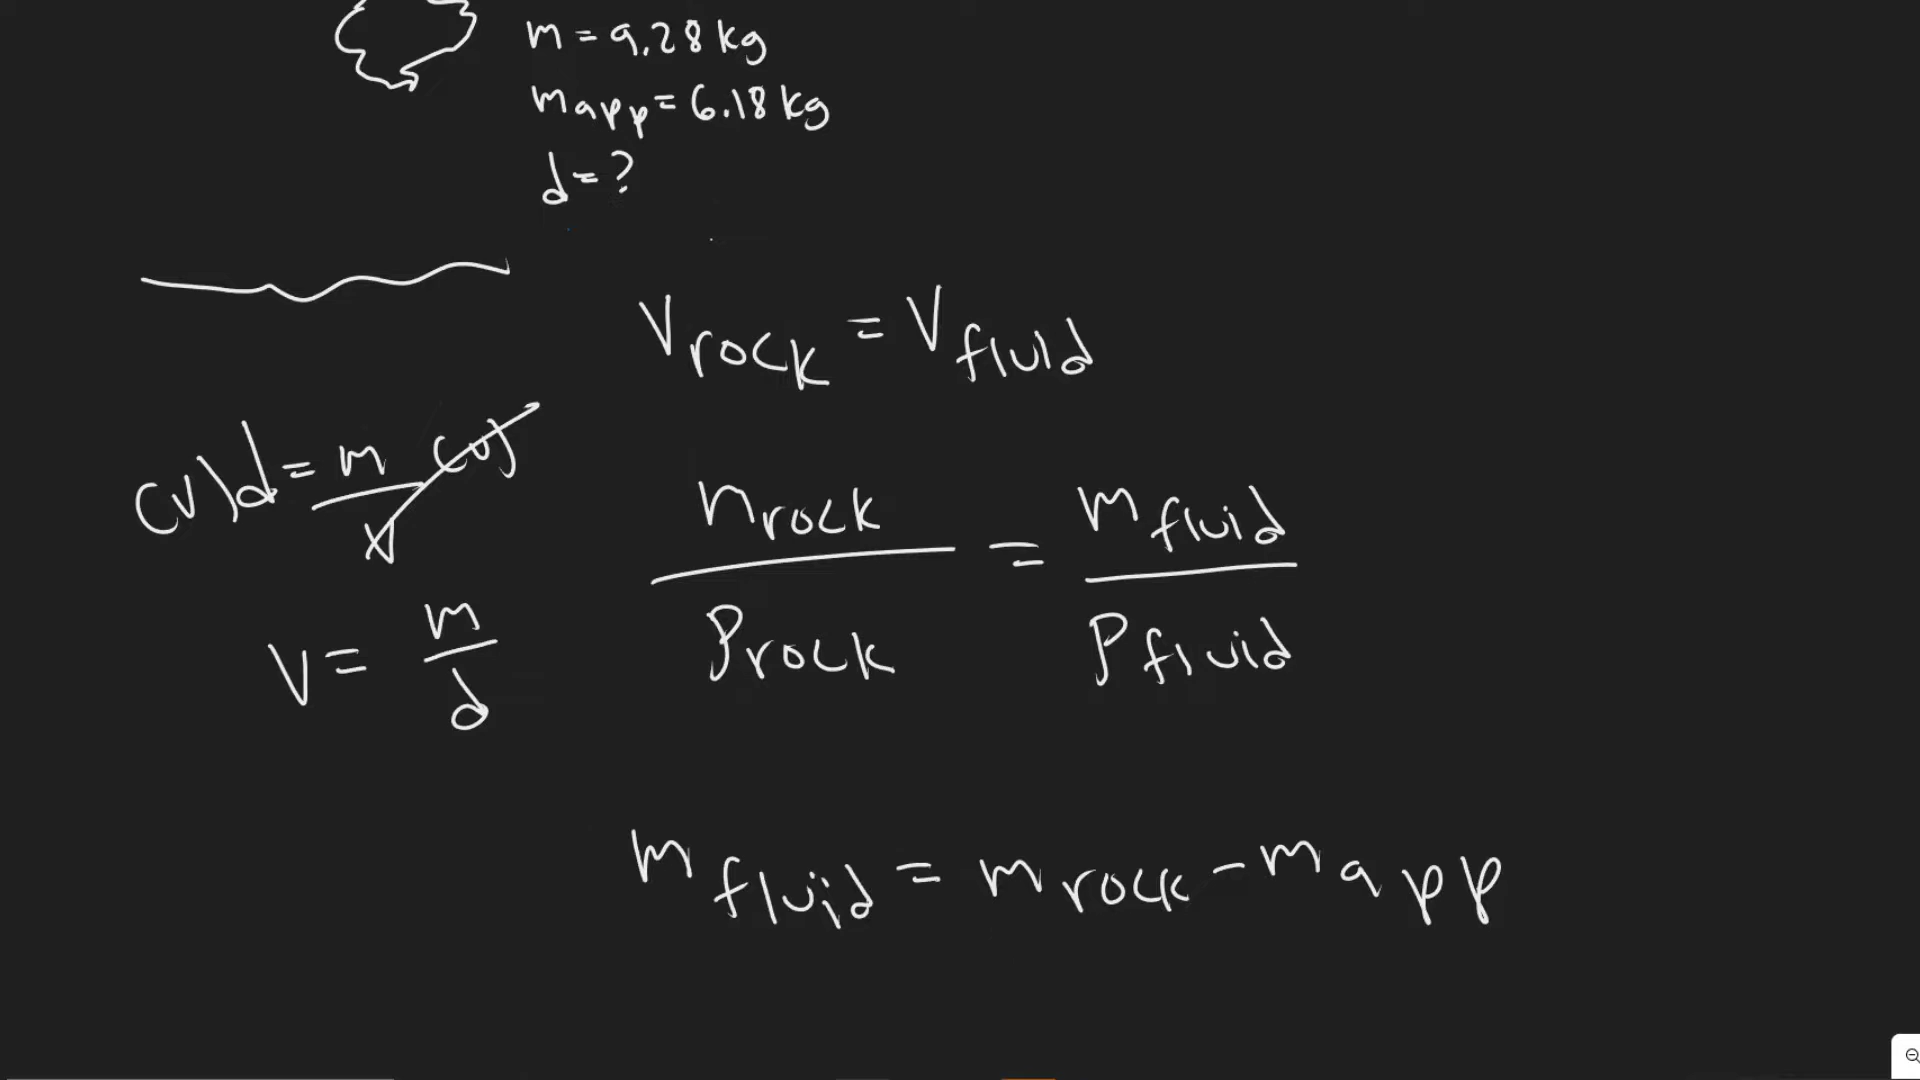 m = 9.28 kg
mapp = 6.18 kg
d = ?
Vrock = Vfluid
(v)d = m/v (v)
mrock/ρrock = mfluid/ρfluid
V = m/d
mfluid = mrock - mapp